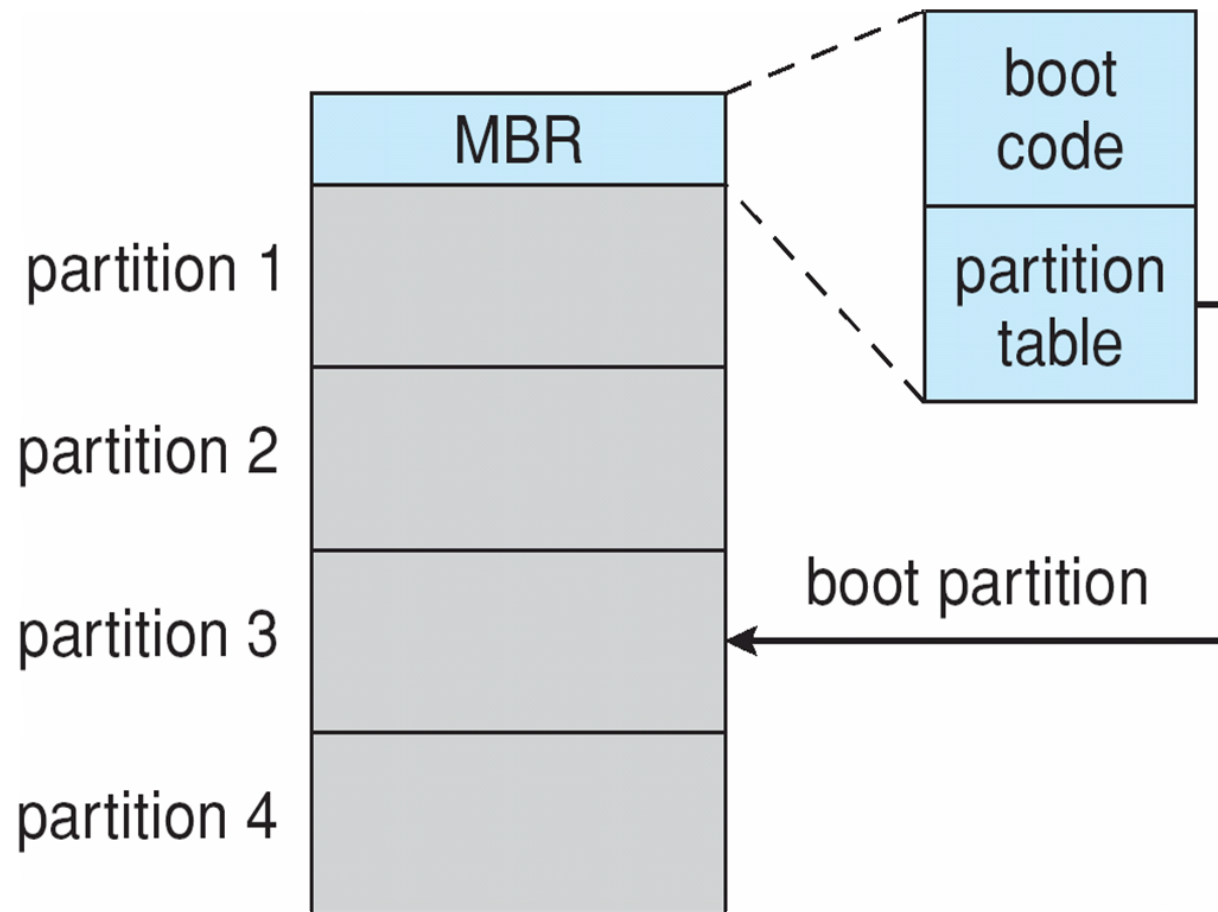 boot
code
MBR
partition
table
partition 1
partition 2
boot partition
partition 3
partition 4